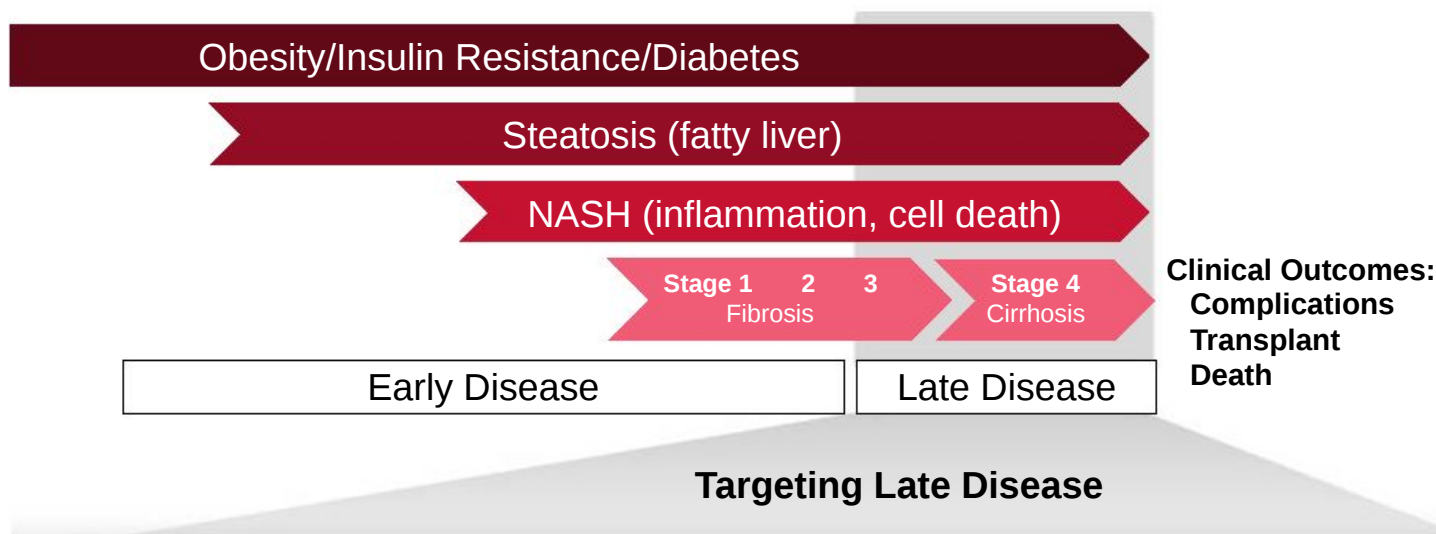 Obesity/Insulin Resistance/Diabetes
Steatosis (fatty liver)
NASH (inflammation, cell death)
Stage 1 2 3
Fibrosis
Stage 4
Cirrhosis
Clinical Outcomes:
Complications
Transplant
Death
Early Disease
Late Disease
Targeting Late Disease